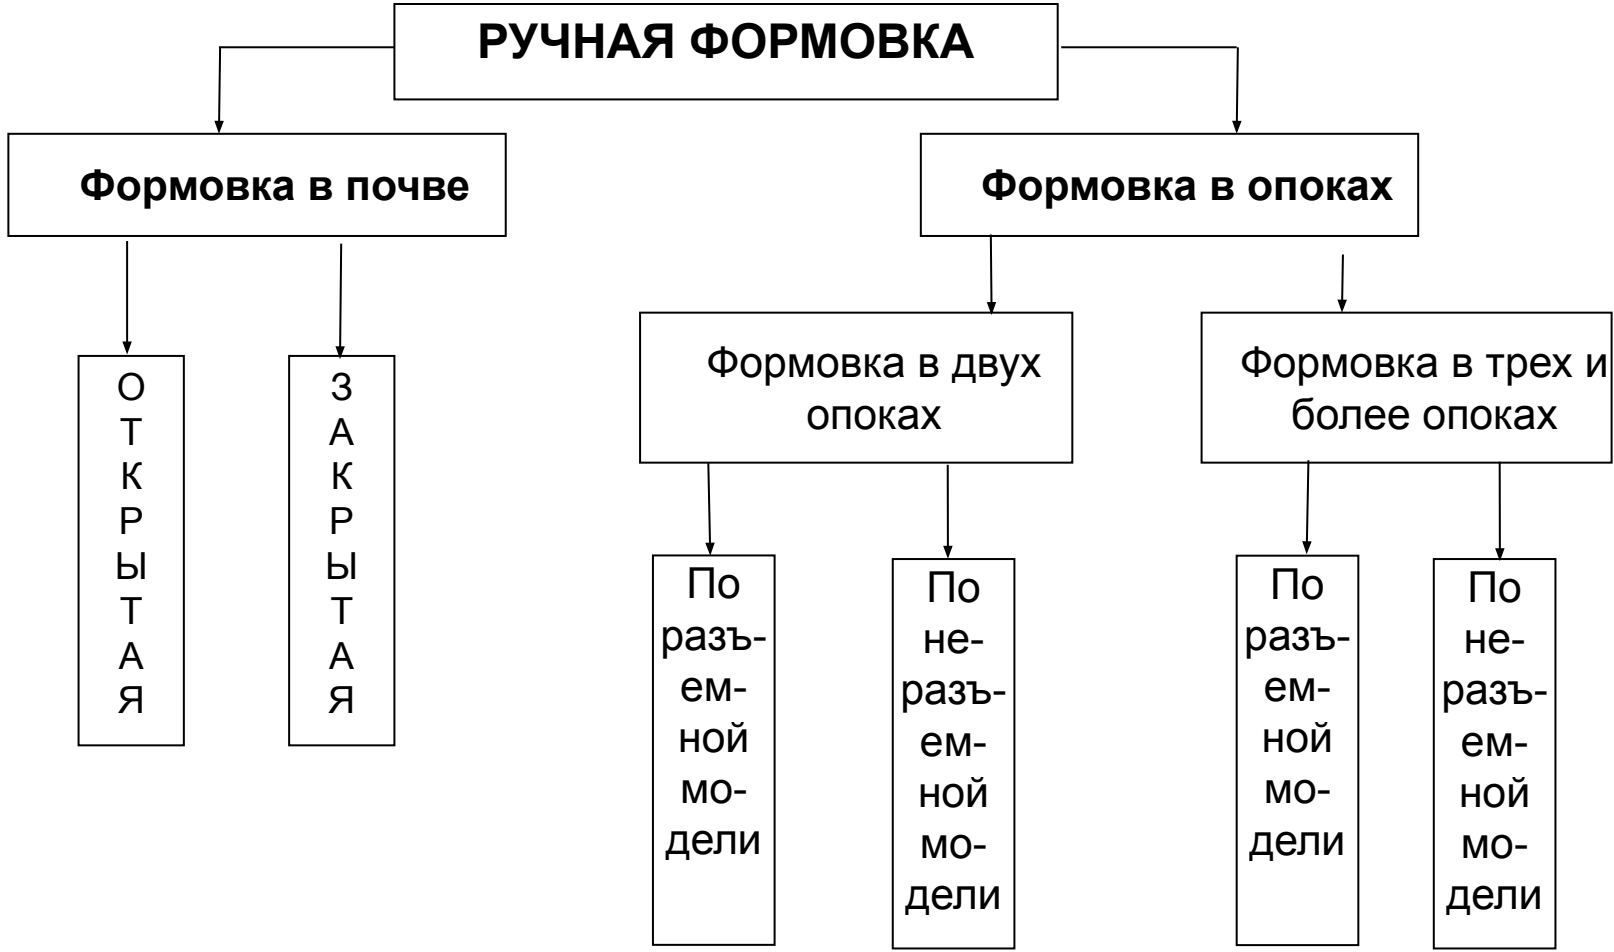 РУЧНАЯ ФОРМОВКА
Формовка в почве
Формовка в опоках
Формовка в двух
опоках
Формовка в трех и
более опоках
О
Т
К
Р
Ы
Т
А
Я
З
А
К
Р
Ы
Т
А
Я
По
разъ-
ем-
ной
мо-
дели
По
не-
разъ-
ем-
ной
мо-
дели
По
разъ-
ем-
ной
мо-
дели
По
не-
разъ-
ем-
ной
мо-
дели